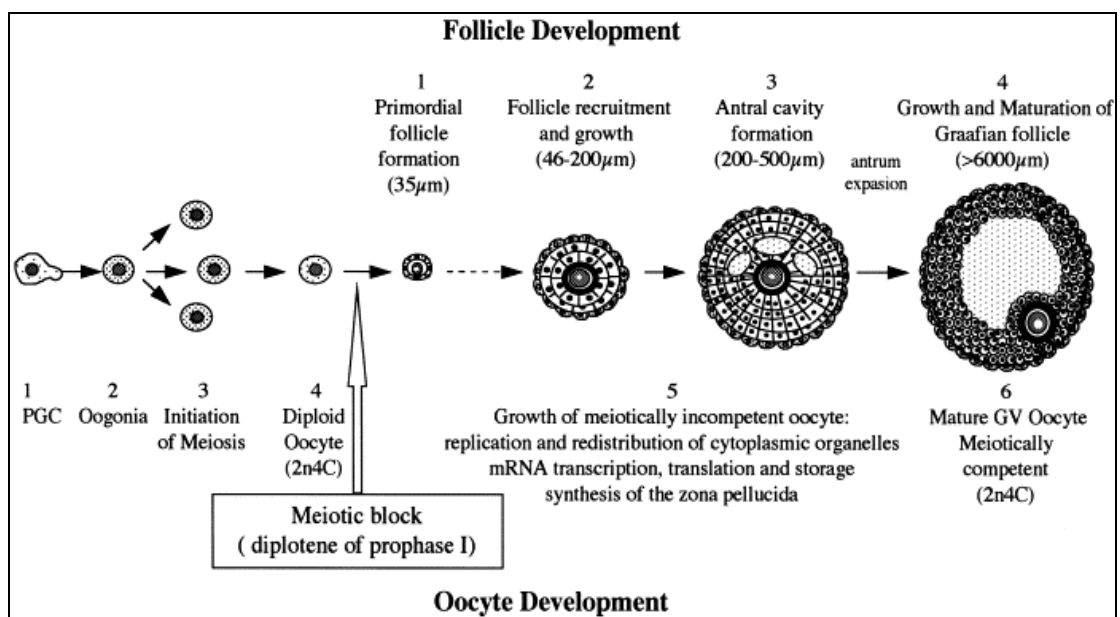 Follicle Development
1
Primordial
follicle
formation
(35μm)
2
Follicle recruitment
and growth
(46-200μm)
3
Antral cavity
formation
(200-500μm)
antrum
expasion
4
Growth and Maturation of
Graafian follicle
(>6000μm)
1
PGC
2
Oogonia
3
Initiation
of Meiosis
4
Diploid
Oocyte
(2n4C)
5
Growth of meiotically incompetent oocyte:
replication and redistribution of cytoplasmic organelles
mRNA transcription, translation and storage
synthesis of the zona pellucida
6
Mature GV Oocyte
Meiotically
competent
(2n4C)
Meiotic block
( diplotene of prophase I)
Oocyte Development